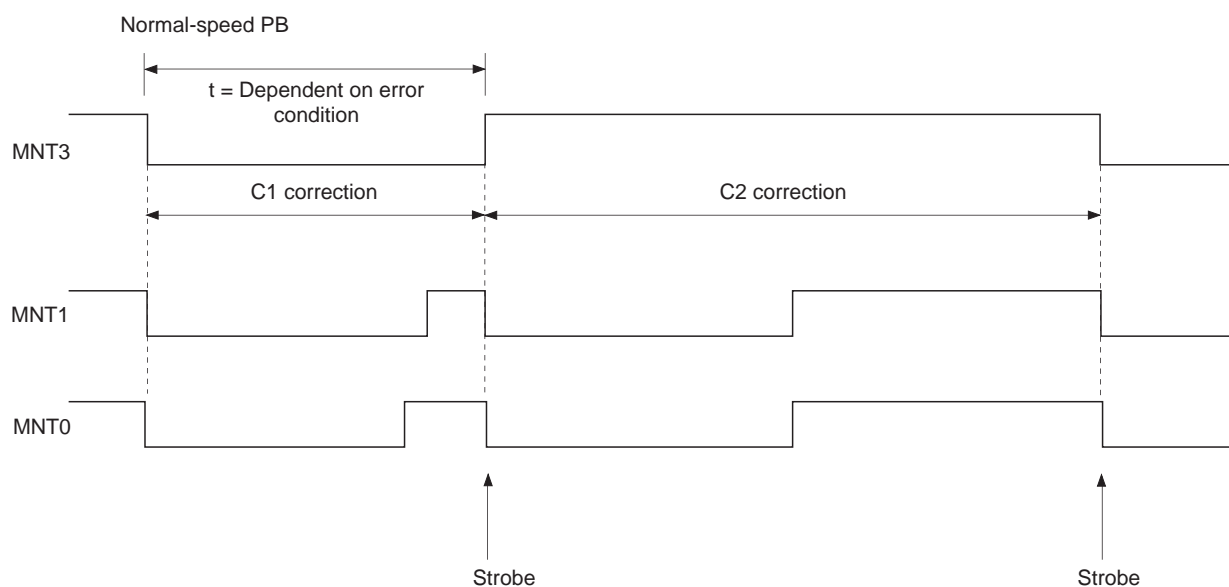 Normal-speed PB
t = Dependent on error
condition
MNT3
C1 correction
C2 correction
MNT1
MNT0
Strobe
Strobe